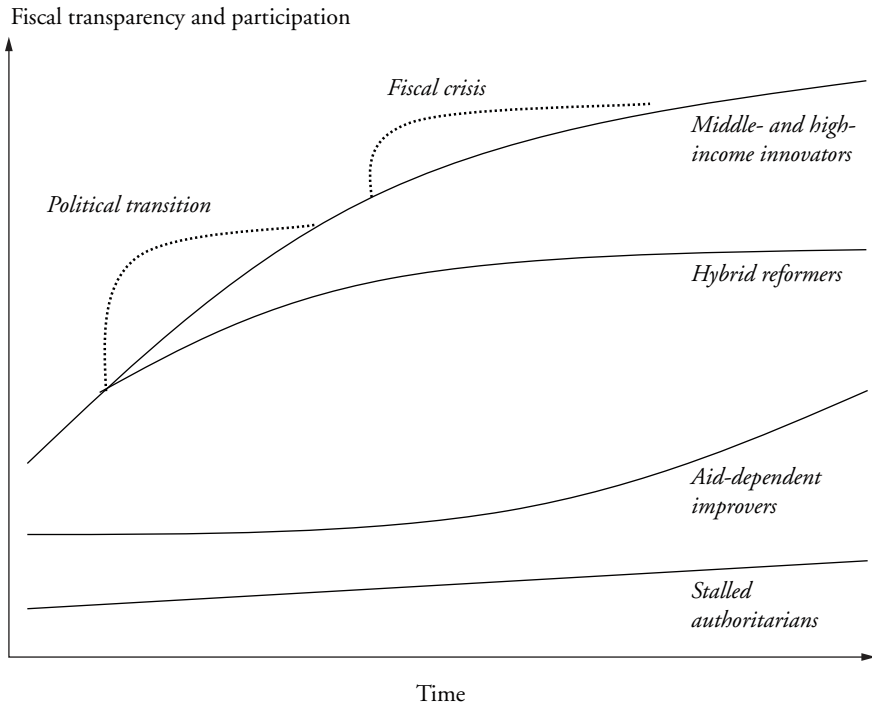 Fiscal transparency and participation
Fiscal crisis
Middle- and high-
income innovators
Political transition
Hybrid reformers
Aid-dependent
improvers
Stalled
authoritarians
Time